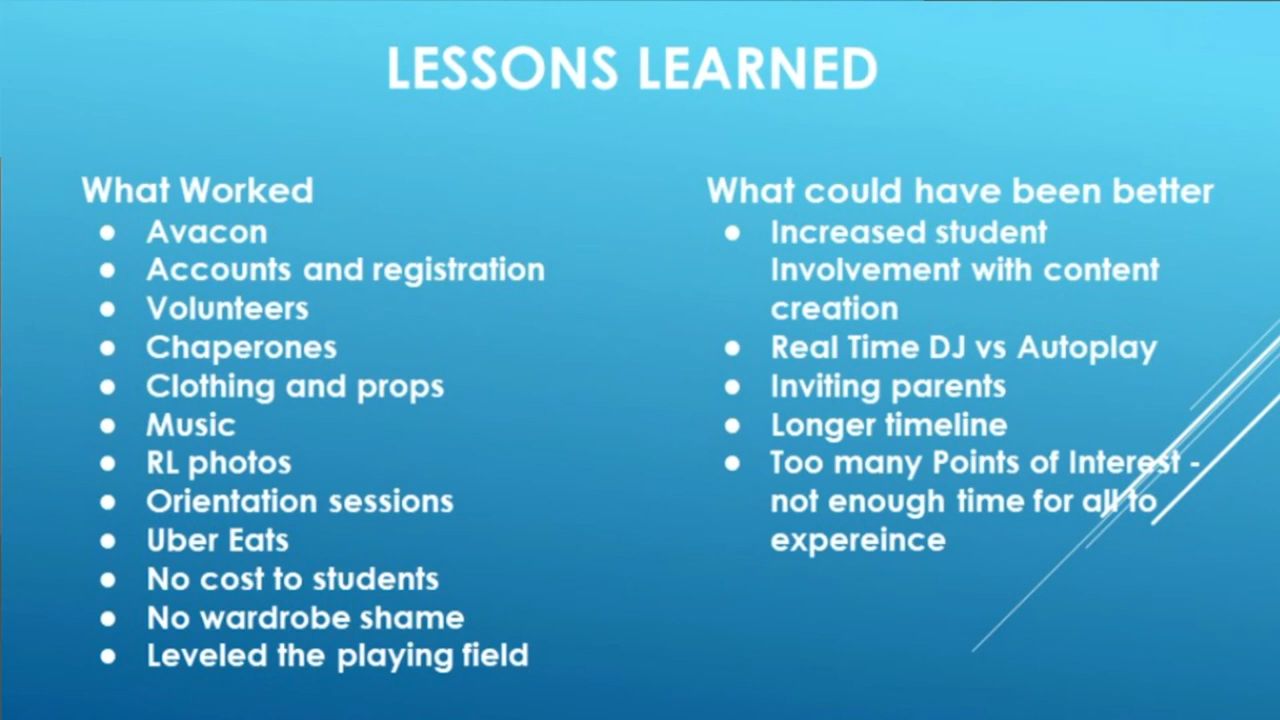 LESSONS LEARNED
What Worked
● Avacon
● Accounts and registration
● Volunteers
● Chaperones
● Clothing and props
● Music
● RL photos
● Orientation sessions
● Uber Eats
● No cost to students
● No wardrobe shame
● Leveled the playing field
What could have been better
● Increased student
Involvement with content
creation
● Real Time DJ vs Autoplay
● Inviting parents
● Longer timeline
● Too many Points of Interest -
not enough time for all to
expereince